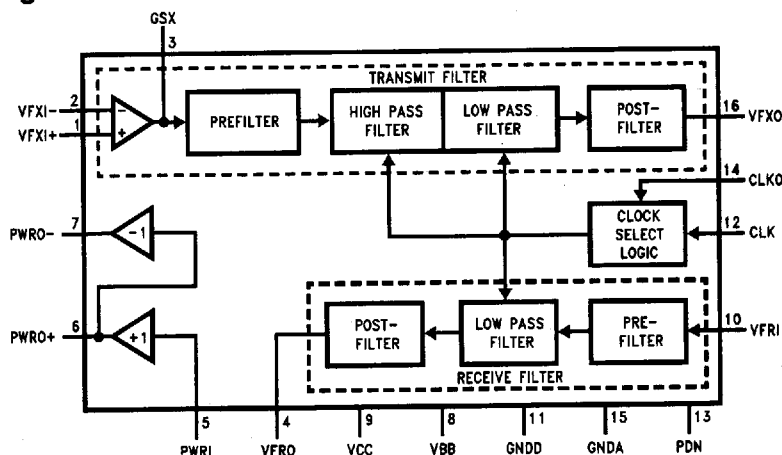 GSX
3
TRANSMIT FILTER
VFXI-
2
VFXI+
1
-
+
PREFILTER
HIGH PASS
FILTER
LOW PASS
FILTER
POST-
FILTER
16
VFXO
14
CLKO
CLOCK
SELECT
LOGIC
12
CLK
PWRO-
7
-1
PWRO+
6
+1
POST-
FILTER
LOW PASS
FILTER
PRE-
FILTER
10
VFRI
RECEIVE FILTER
5
4
9
8
11
15
13
PWRI
VFRO
VCC
VBB
GNDD
GNDA
PDN